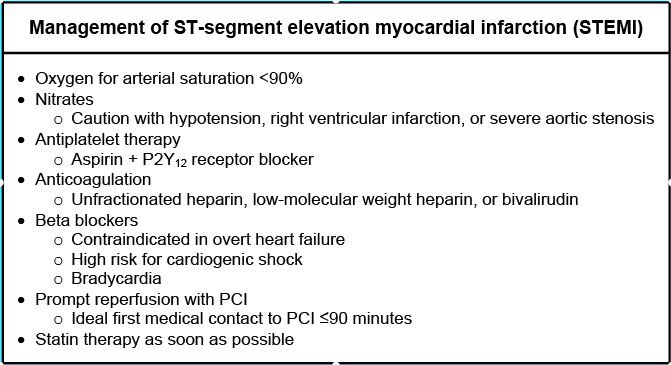 Management of ST-segment elevation myocardial infarction (STEMI)
• Oxygen for arterial saturation <90%
• Nitrates
o Caution with hypotension, right ventricular infarction, or severe aortic stenosis
• Antiplatelet therapy
o Aspirin + P2Y₁₂ receptor blocker
• Anticoagulation
o Unfractionated heparin, low-molecular weight heparin, or bivalirudin
• Beta blockers
o Contraindicated in overt heart failure
o High risk for cardiogenic shock
o Bradycardia
• Prompt reperfusion with PCI
o Ideal first medical contact to PCI ≤90 minutes
• Statin therapy as soon as possible